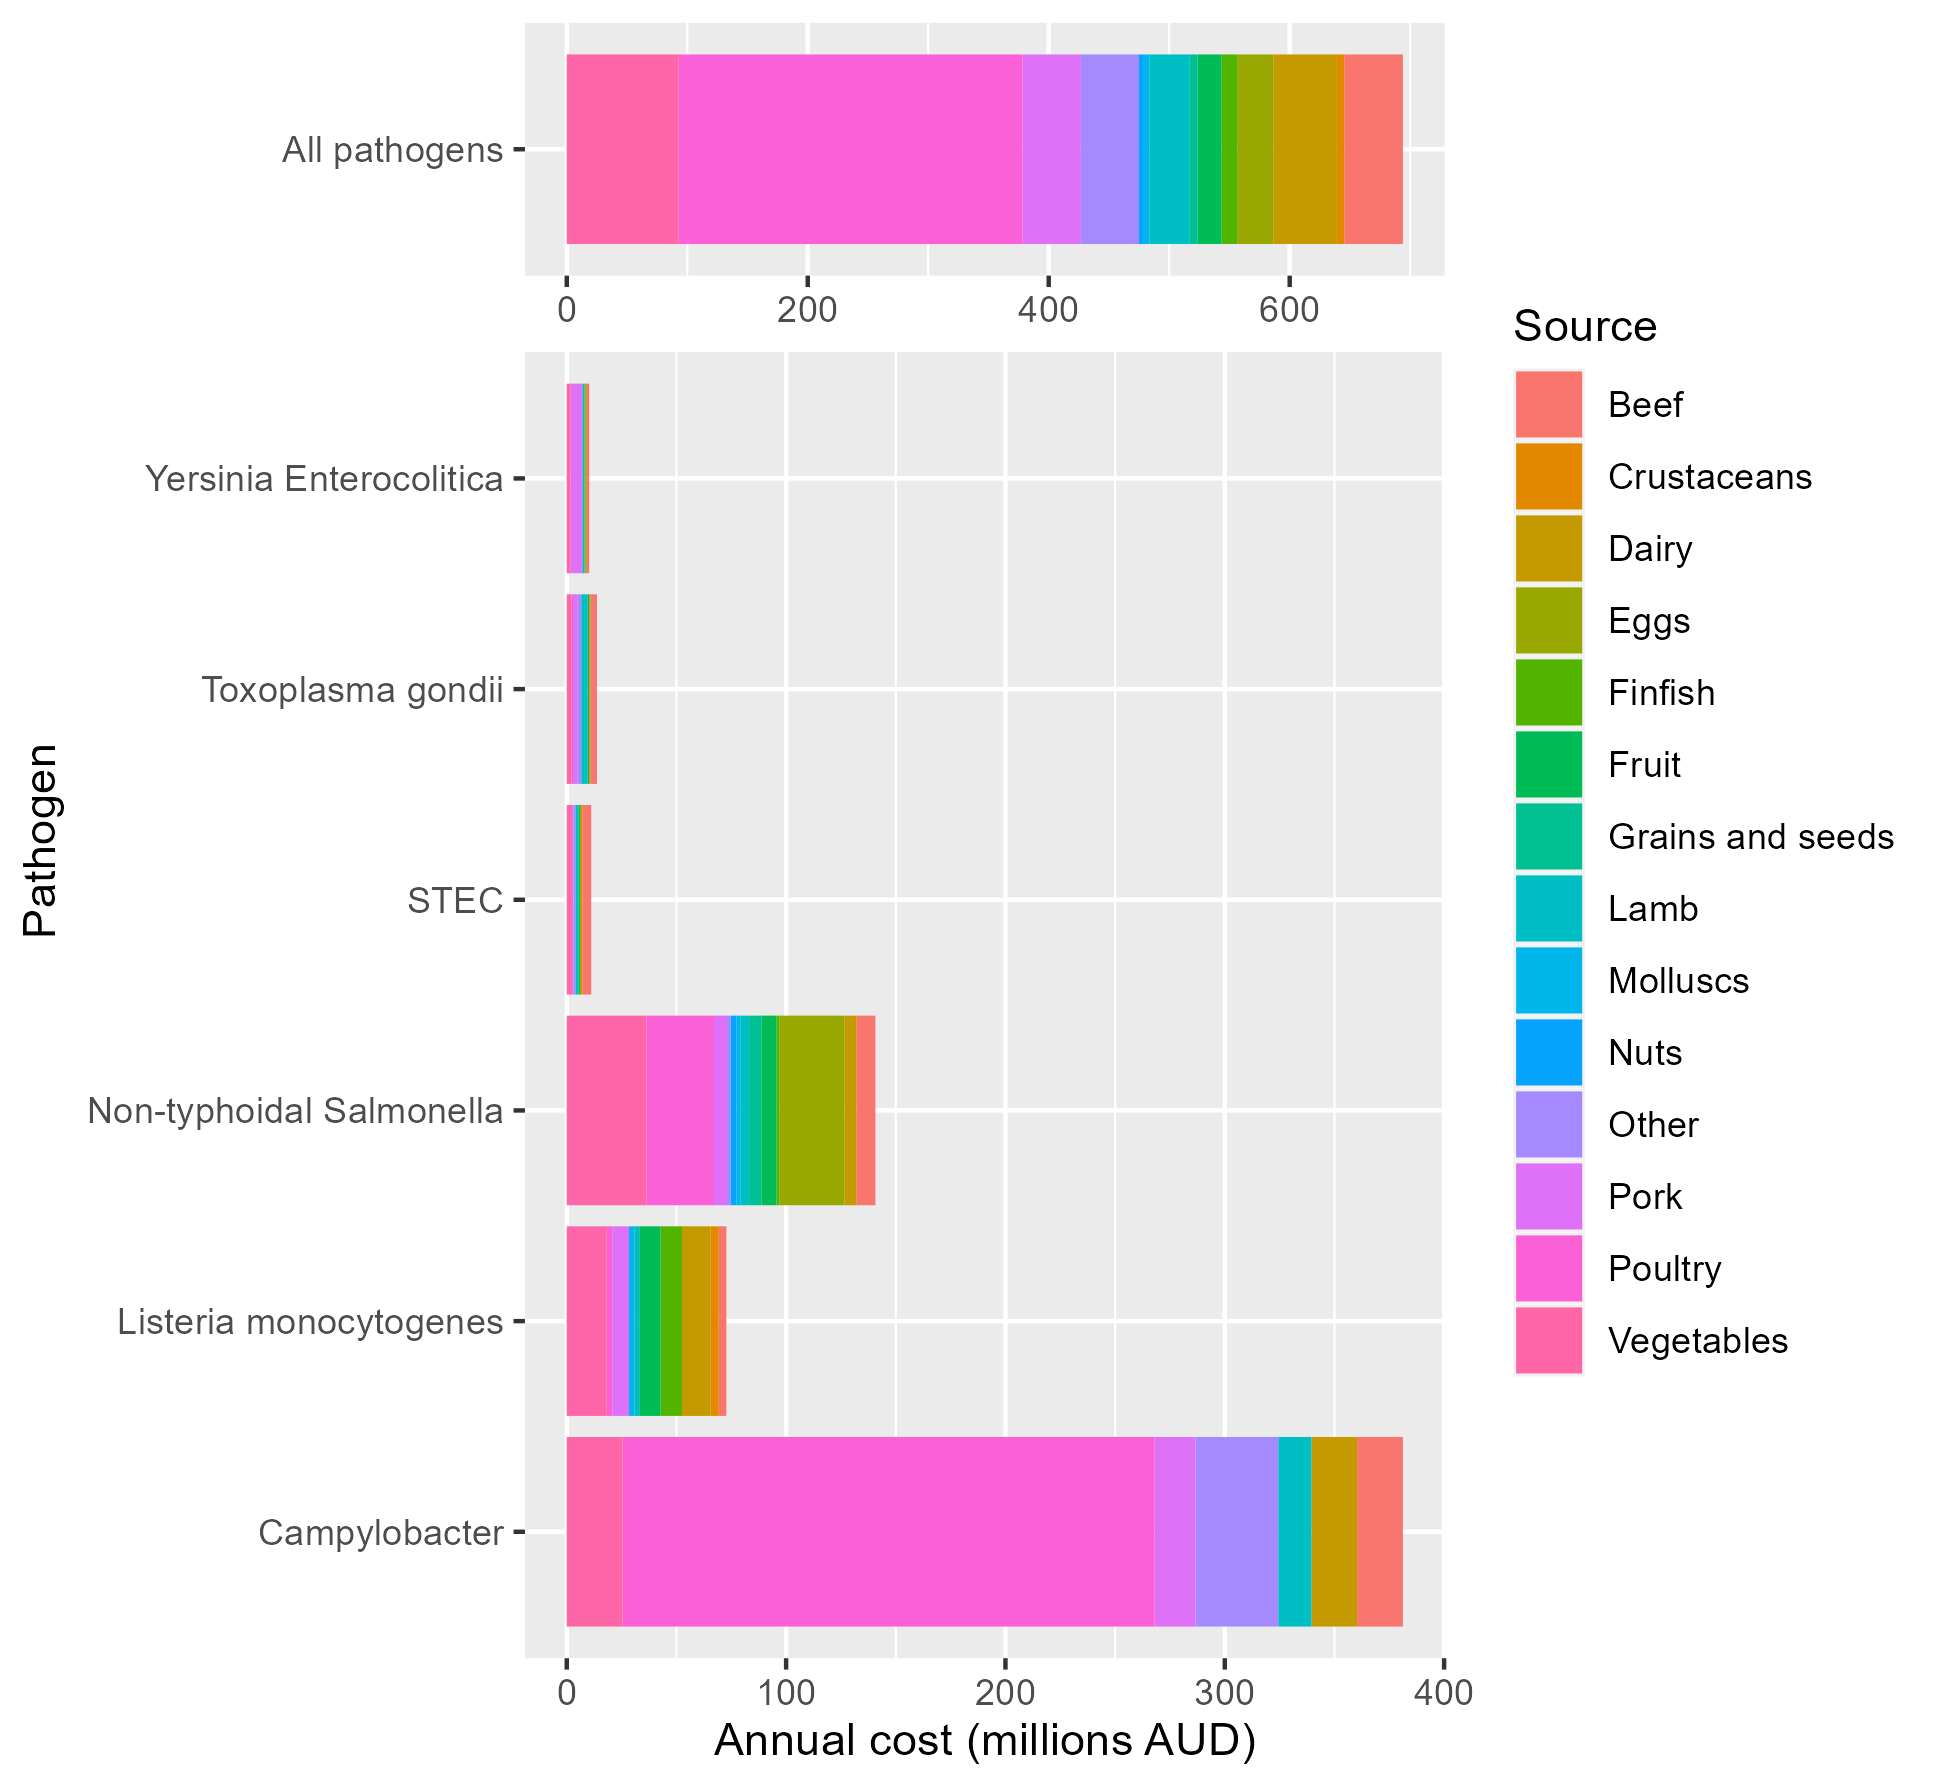 All pathogens
0 200 400 600
Yersinia Enterocolitica
Toxoplasma gondii
STEC
Non-typhoidal Salmonella
Listeria monocytogenes
Campylobacter
0 100 200 300 400
Annual cost (millions AUD)
Pathogen
Source
Beef
Crustaceans
Dairy
Eggs
Finfish
Fruit
Grains and seeds
Lamb
Molluscs
Nuts
Other
Pork
Poultry
Vegetables